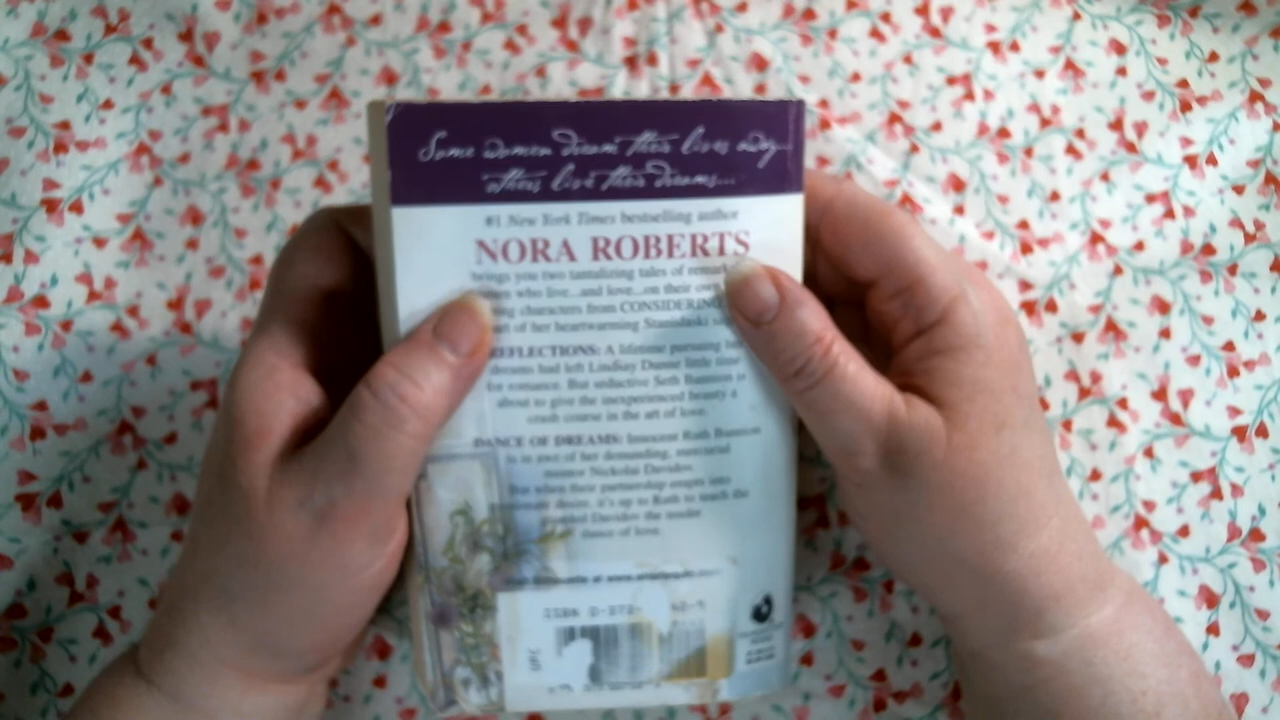 Some women dream their lives away...
others live their dreams...
#1 New York Times bestselling author
NORA ROBERTS
brings you two tantalizing tales of
who live...and love...on their own
characters from CONSIDERING
of her heartwarming Stanislaski
REFLECTIONS: A lifetime pursuing
dreams had left Lindsay Dunne little time
for romance. But seductive Seth Bannion is
about to give the inexperienced beauty a
crash course in the art of love.
DANCE OF DREAMS: Innocent Ruth Bannion
is in awe of her demanding, mercurial
mentor Nickolai Davidov.
But when their partnership erupts into
desire, it's up to Ruth to teach the
Davidov the tender
dance of love.
at
ISBN 0-373-
UPC